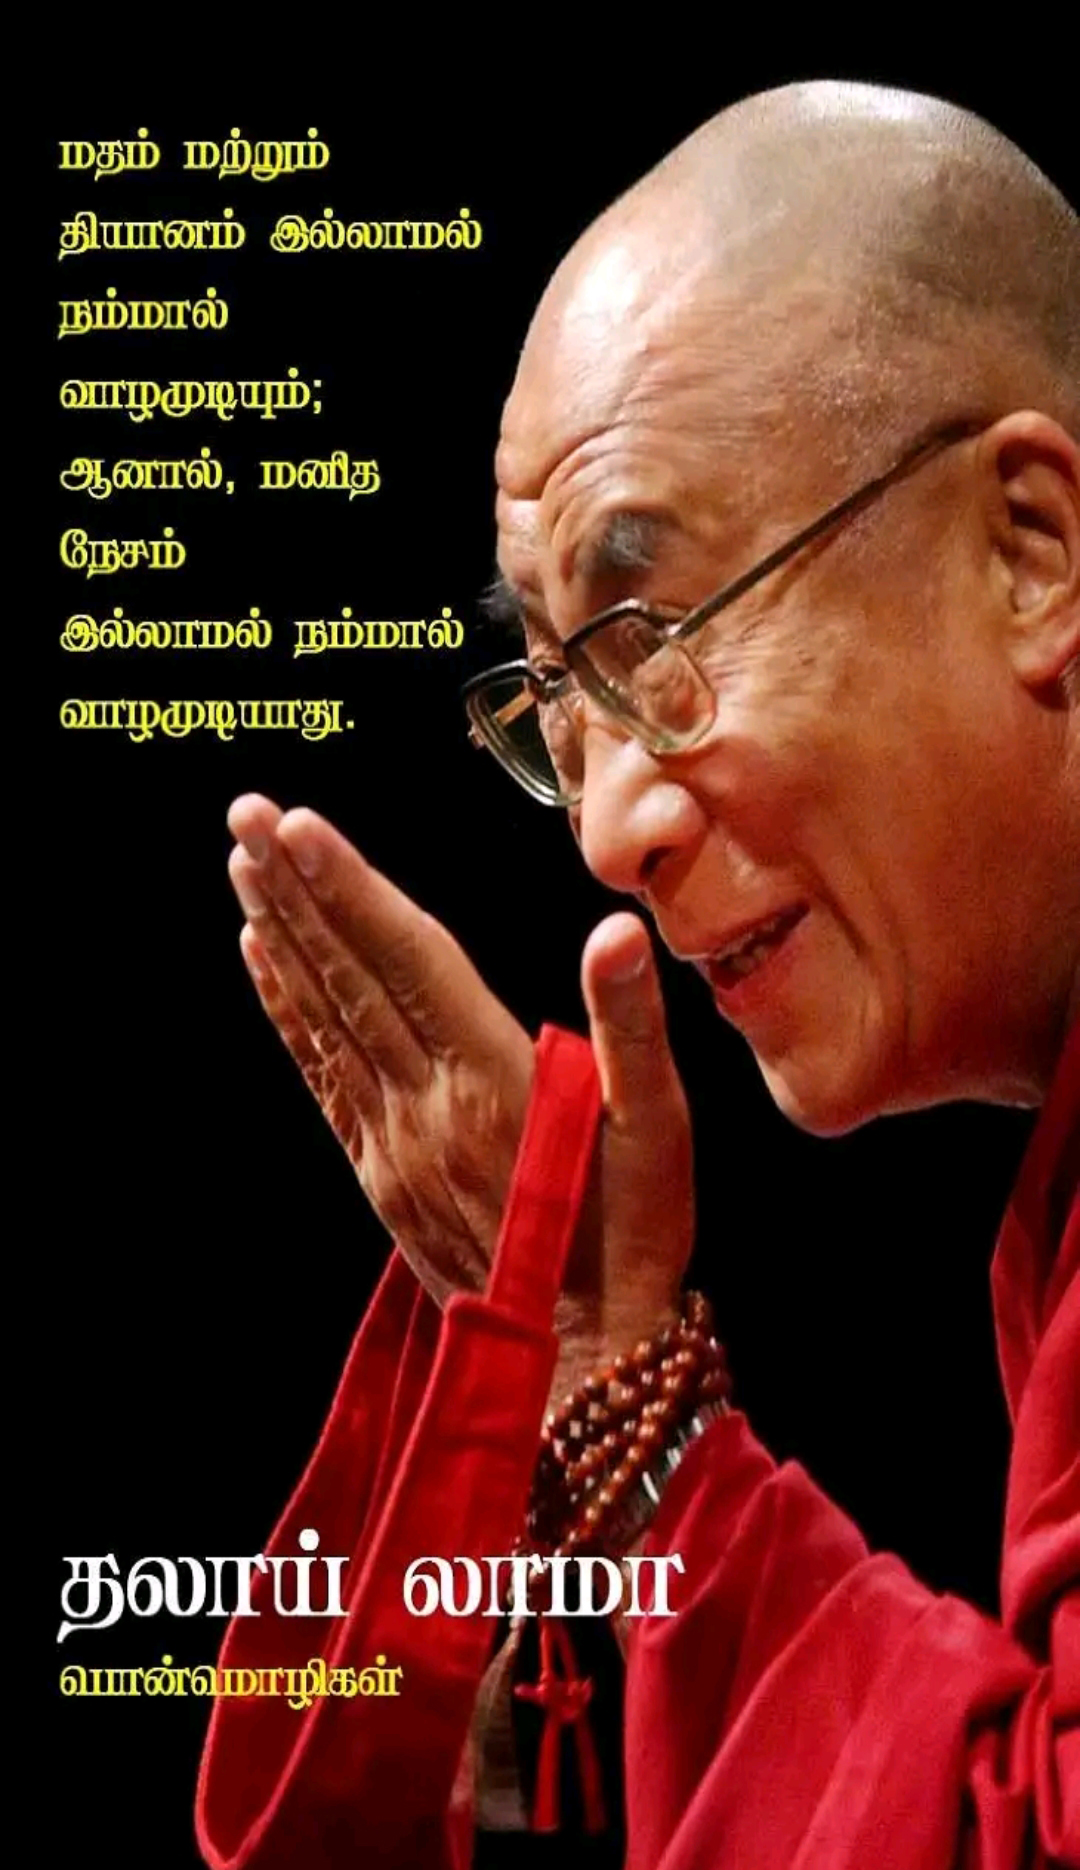 மதம் மற்றும்
தியானம் இல்லாமல்
நம்மால்
வாழமுடியும்;
ஆனால், மனித
நேசம்
இல்லாமல் நம்மால்
வாழமுடியாது.
தலாய் லாமா
பொன்மொழிகள்